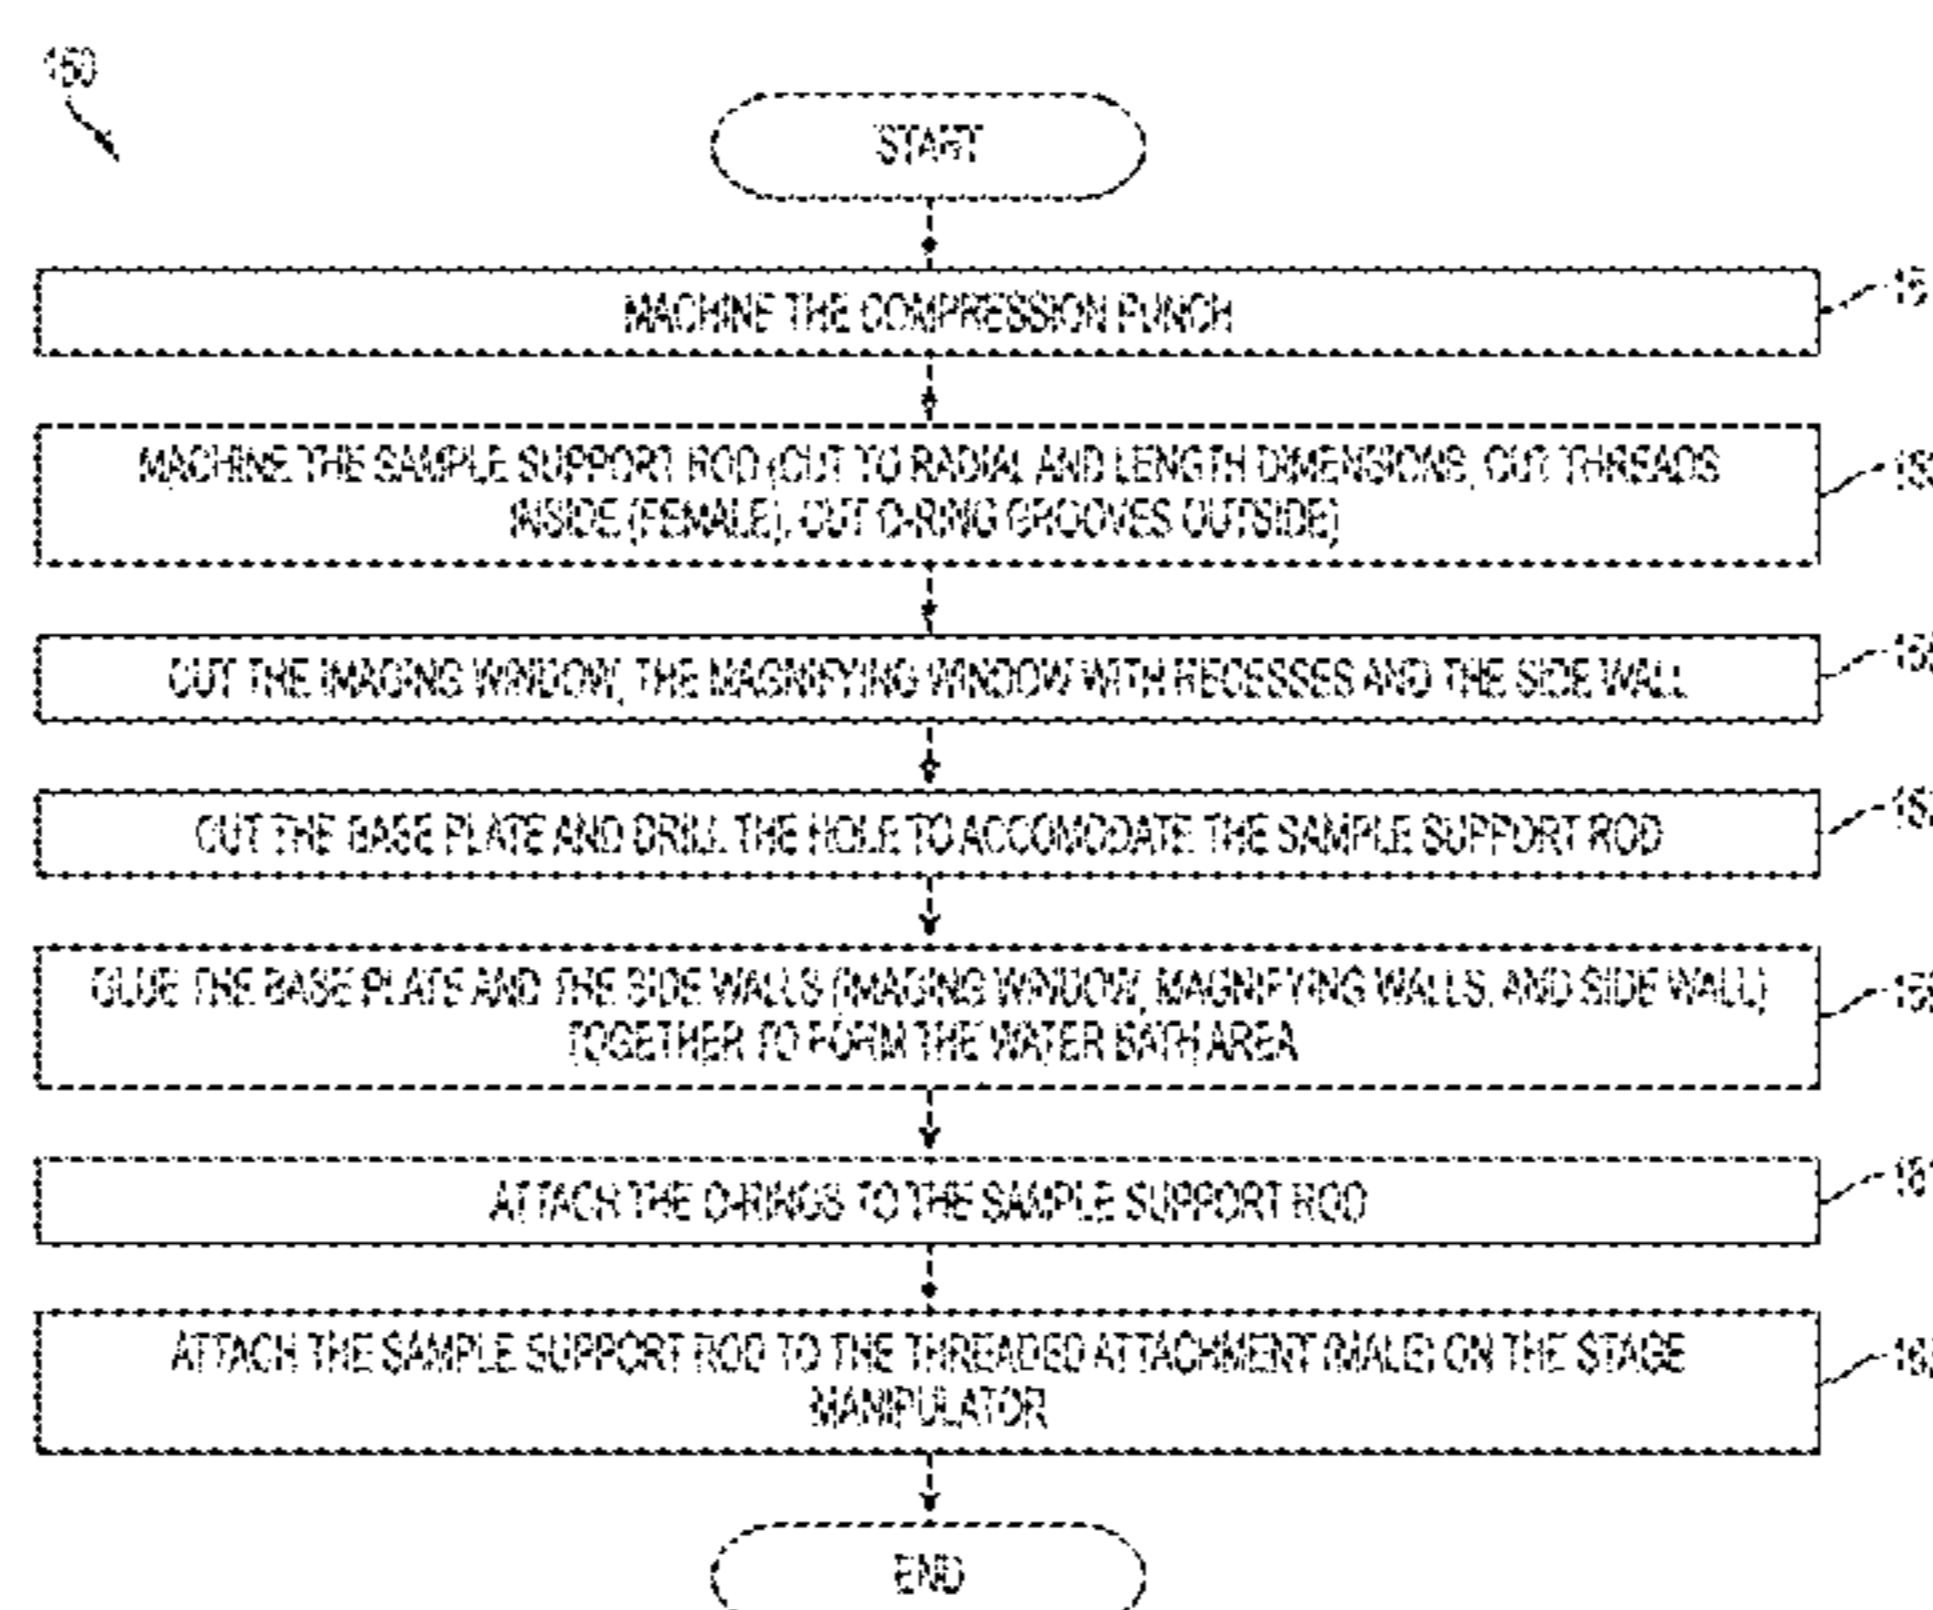 150
START
MACHINE THE COMPRESSION PUNCH
MACHINE THE SAMPLE SUPPORT ROD (CUT TO RADIAL AND LENGTH DIMENSIONS, CUT THREADS
INSIDE (FEMALE), CUT O-RING GROOVES OUTSIDE)
CUT THE IMAGING WINDOW, THE MAGNIFYING WINDOW WITH RECESSES AND THE SIDE WALL
CUT THE BASE PLATE AND DRILL THE HOLE TO ACCOMODATE THE SAMPLE SUPPORT ROD
GLUE THE BASE PLATE AND THE SIDE WALLS (IMAGING WINDOW, MAGNIFYING WALLS, AND SIDE WALL)
TOGETHER TO FORM THE WATER BATH AREA
ATTACH THE O-RINGS TO THE SAMPLE SUPPORT ROD
ATTACH THE SAMPLE SUPPORT ROD TO THE THREADED ATTACHMENT (MALE) ON THE STAGE
MANIPULATOR
END